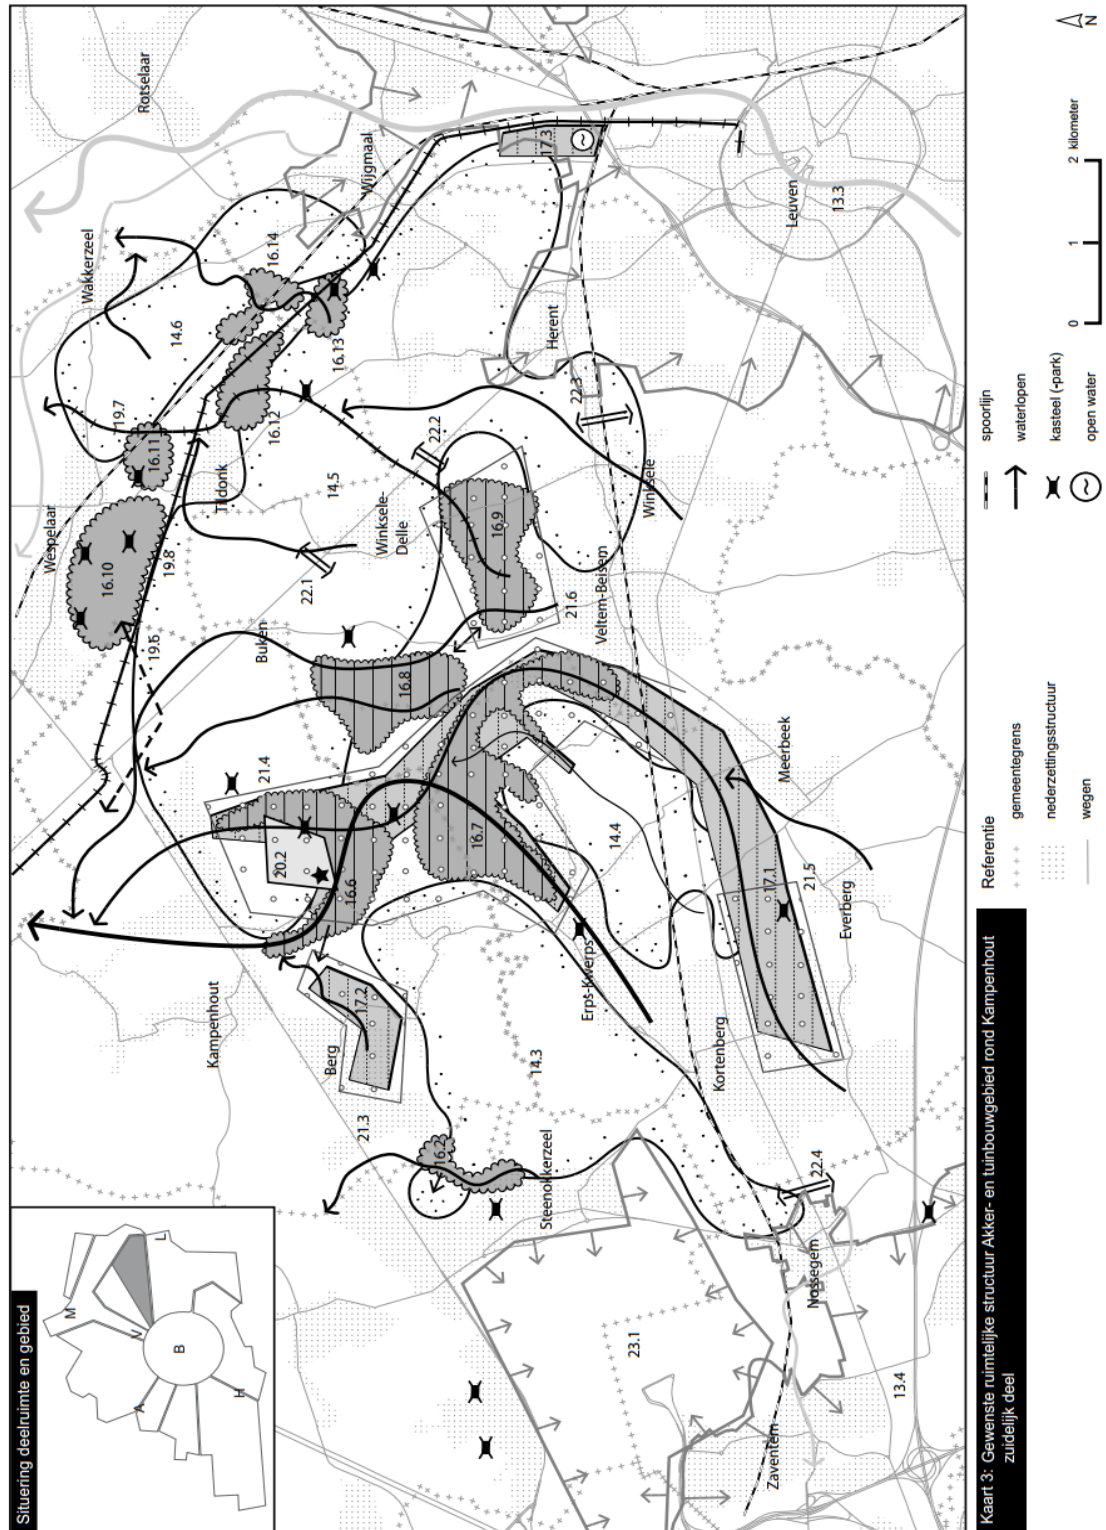 Situering deelruimte en gebied
M
L
V
B
A
H
Rotselaar
Wakkerzeel
Wijgmaal
Wespelaar
Tildonk
Buken
Winksele-
Delle
Herent
Leuven
Winksele
Veltem-Beisem
Meerbeek
Everberg
Kampenhout
Berg
Erps-Kwerps
Kortenberg
Steenokkerzeel
Nossegem
Zaventem
13.3
13.4
14.3
14.4
14.5
14.6
16.2
16.6
16.7
16.8
16.9
16.10
16.11
16.12
16.13
16.14
17.1
17.2
17.3
19.6
19.7
19.8
20.2
21.3
21.4
21.5
21.6
22.1
22.2
22.3
22.4
23.1
Kaart 3: Gewenste ruimtelijke structuur Akker- en tuinbouwgebied rond Kampenhout
zuidelijk deel
Referentie
gemeentegrens
nederzettingsstructuur
wegen
spoorlijn
waterlopen
kasteel (-park)
open water
0 1 2 kilometer
N